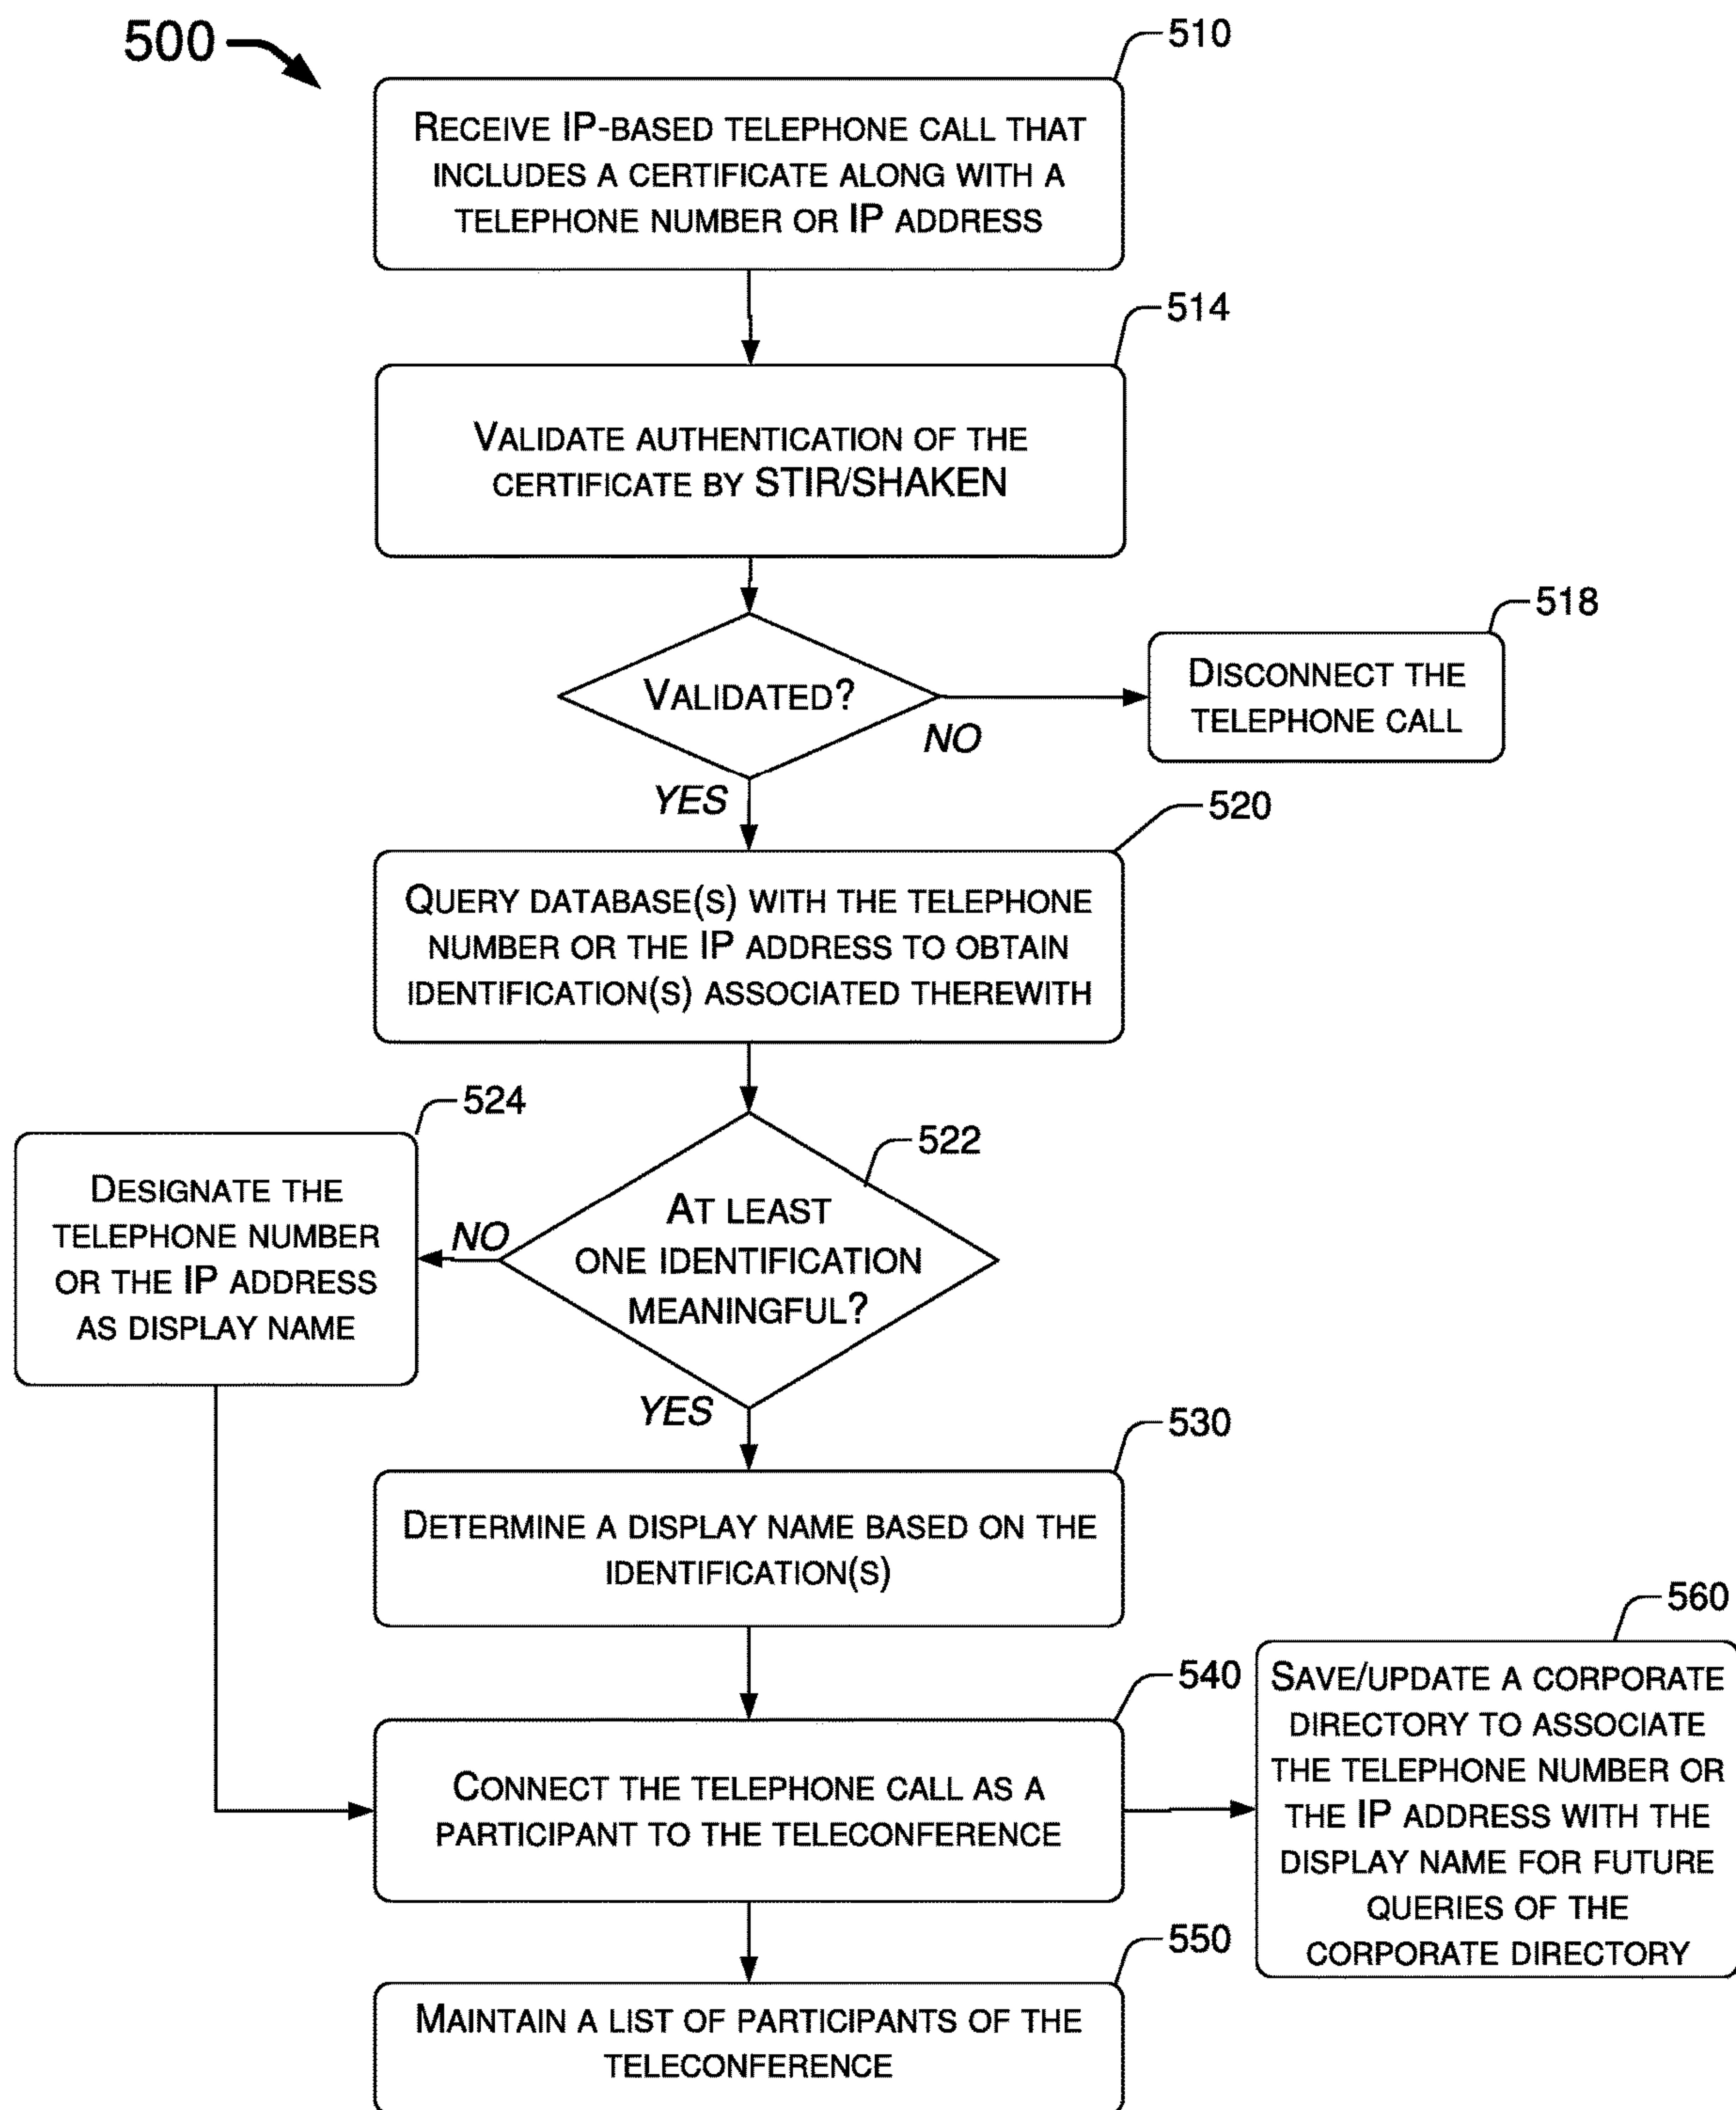 500
510
RECEIVE IP-BASED TELEPHONE CALL THAT
INCLUDES A CERTIFICATE ALONG WITH A
TELEPHONE NUMBER OR IP ADDRESS
514
VALIDATE AUTHENTICATION OF THE
CERTIFICATE BY STIR/SHAKEN
VALIDATED?
NO
YES
518
DISCONNECT THE
TELEPHONE CALL
520
QUERY DATABASE(S) WITH THE TELEPHONE
NUMBER OR THE IP ADDRESS TO OBTAIN
IDENTIFICATION(S) ASSOCIATED THEREWITH
522
AT LEAST
ONE IDENTIFICATION
MEANINGFUL?
NO
YES
524
DESIGNATE THE
TELEPHONE NUMBER
OR THE IP ADDRESS
AS DISPLAY NAME
530
DETERMINE A DISPLAY NAME BASED ON THE
IDENTIFICATION(S)
540
CONNECT THE TELEPHONE CALL AS A
PARTICIPANT TO THE TELECONFERENCE
560
SAVE/UPDATE A CORPORATE
DIRECTORY TO ASSOCIATE
THE TELEPHONE NUMBER OR
THE IP ADDRESS WITH THE
DISPLAY NAME FOR FUTURE
QUERIES OF THE
CORPORATE DIRECTORY
550
MAINTAIN A LIST OF PARTICIPANTS OF THE
TELECONFERENCE